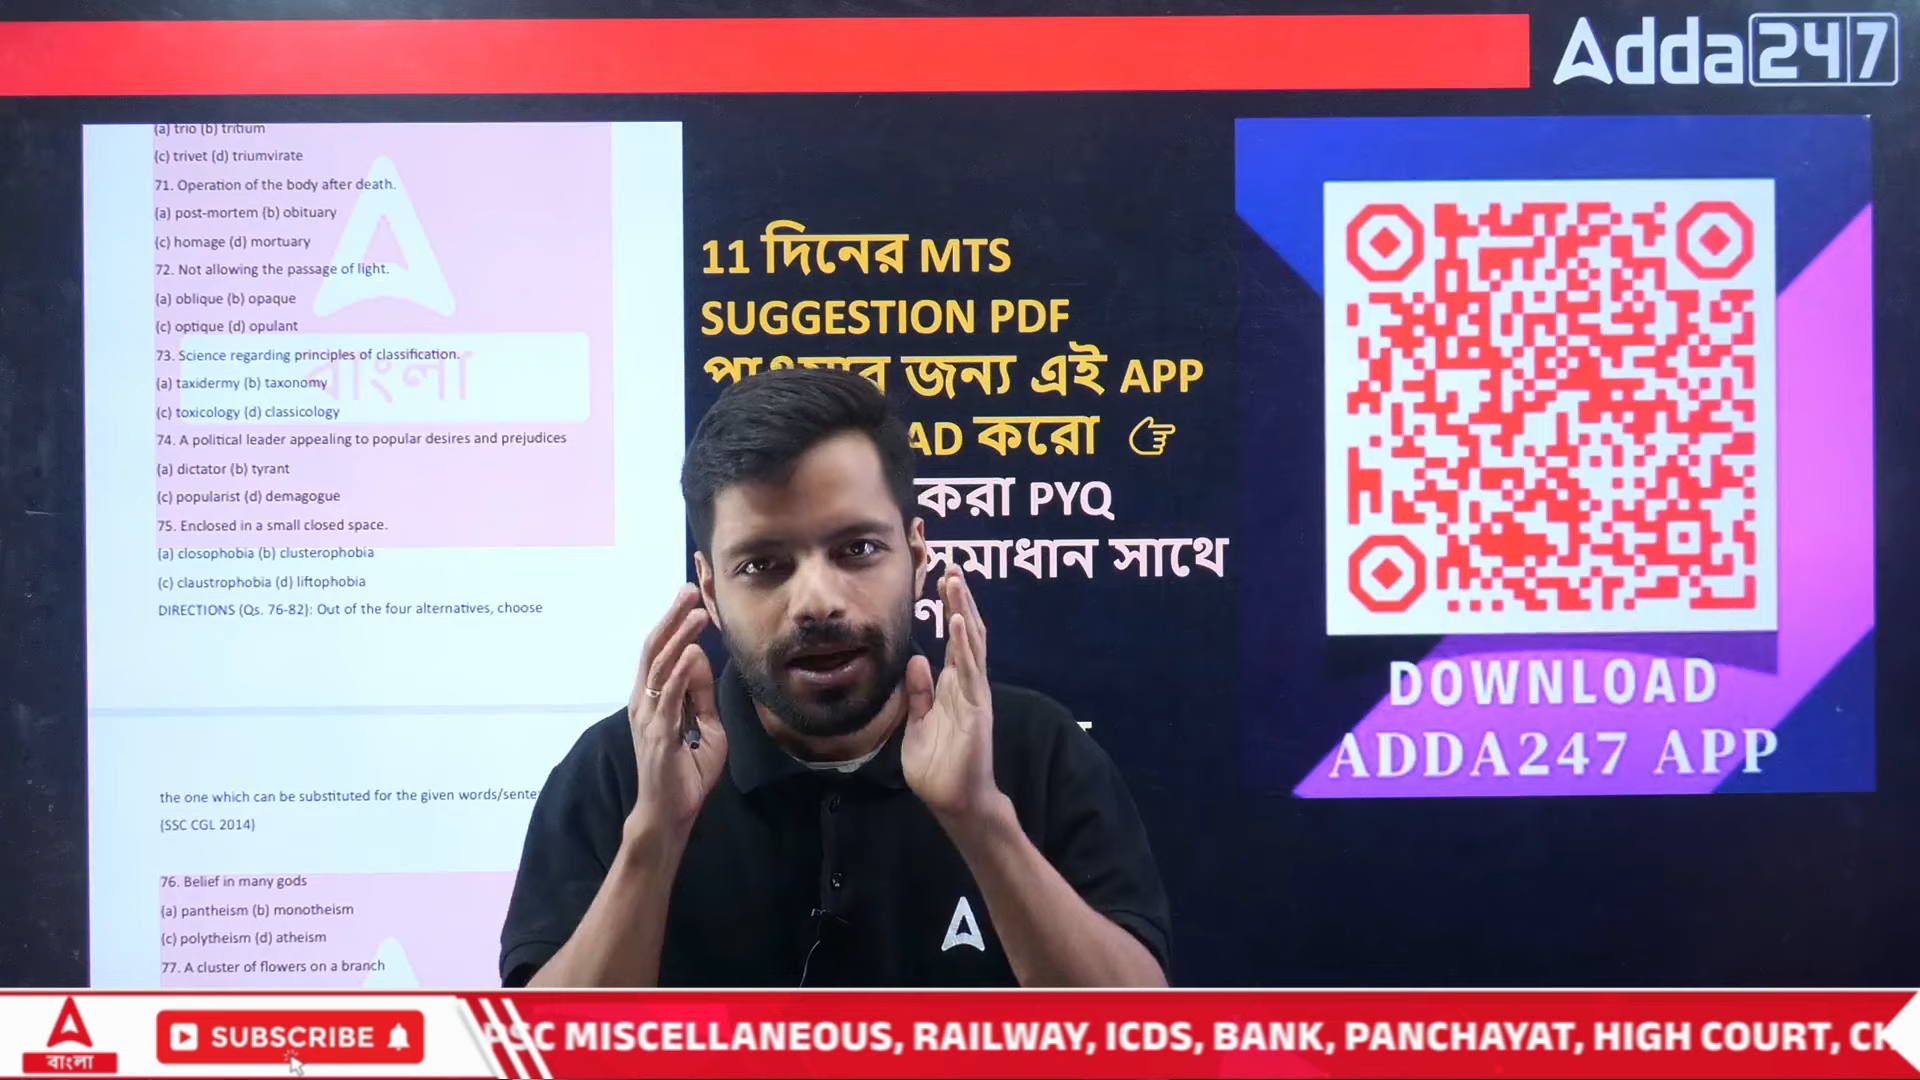 Adda247
(a) trio (b) tritium
(c) trivet (d) triumvirate
71. Operation of the body after death.
(a) post-mortem (b) obituary
(c) homage (d) mortuary
72. Not allowing the passage of light.
(a) oblique (b) opaque
(c) optique (d) opulant
73. Science regarding principles of classification.
(a) taxidermy (b) taxonomy
(c) toxicology (d) classicology
74. A political leader appealing to popular desires and prejudices
(a) dictator (b) tyrant
(c) popularist (d) demagogue
75. Enclosed in a small closed space.
(a) closophobia (b) clusterophobia
(c) claustrophobia (d) liftophobia
DIRECTIONS (Qs. 76-82): Out of the four alternatives, choose
the one which can be substituted for the given words/sente
(SSC CGL 2014)
76. Belief in many gods
(a) pantheism (b) monotheism
(c) polytheism (d) atheism
77. A cluster of flowers on a branch
বাংলা
11 দিনের MTS
SUGGESTION PDF
জন্য এই APP
AD করো
করা PYQ
সমাধান সাথে
DOWNLOAD
ADDA247 APP
বাংলা
SUBSCRIBE
PSC MISCELLANEOUS, RAILWAY, ICDS, BANK, PANCHAYAT, HIGH COURT,